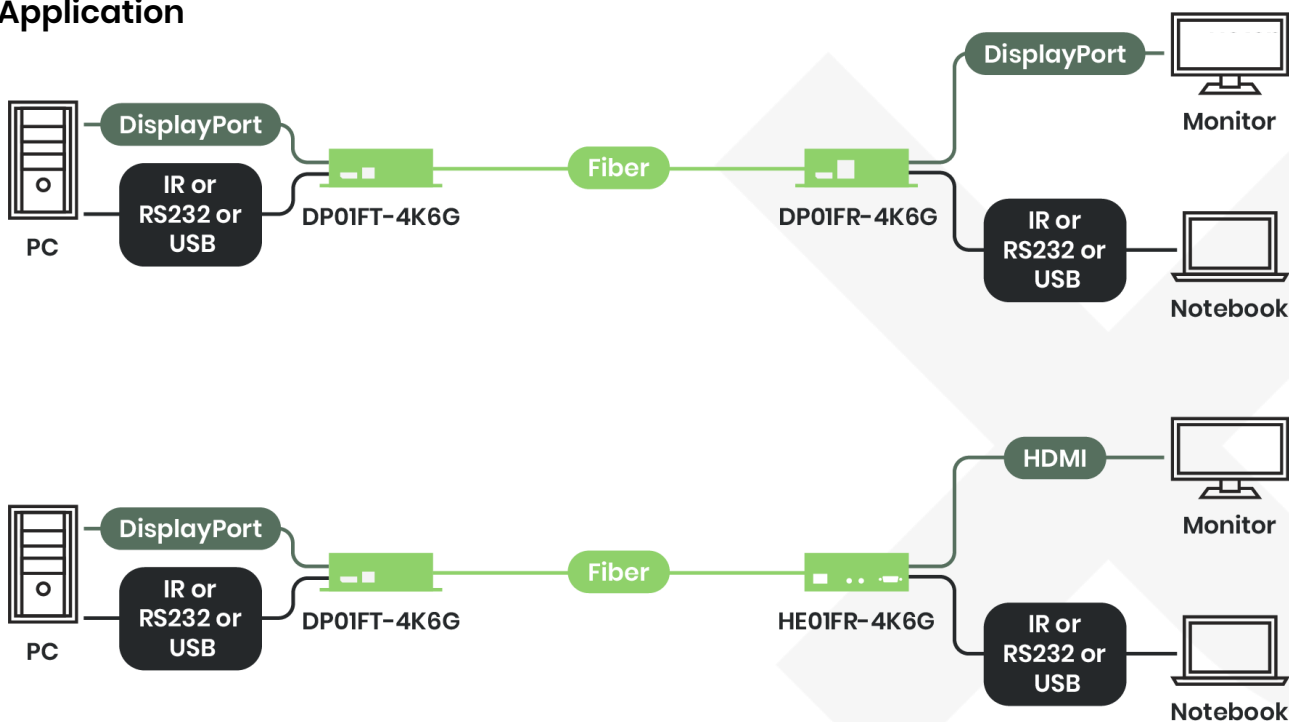 Application
DisplayPort
Monitor
DisplayPort
IR or
RS232 or
USB
PC
DP01FT-4K6G
Fiber
DP01FR-4K6G
IR or
RS232 or
USB
Notebook
HDMI
Monitor
DisplayPort
IR or
RS232 or
USB
PC
DP01FT-4K6G
Fiber
HE01FR-4K6G
IR or
RS232 or
USB
Notebook